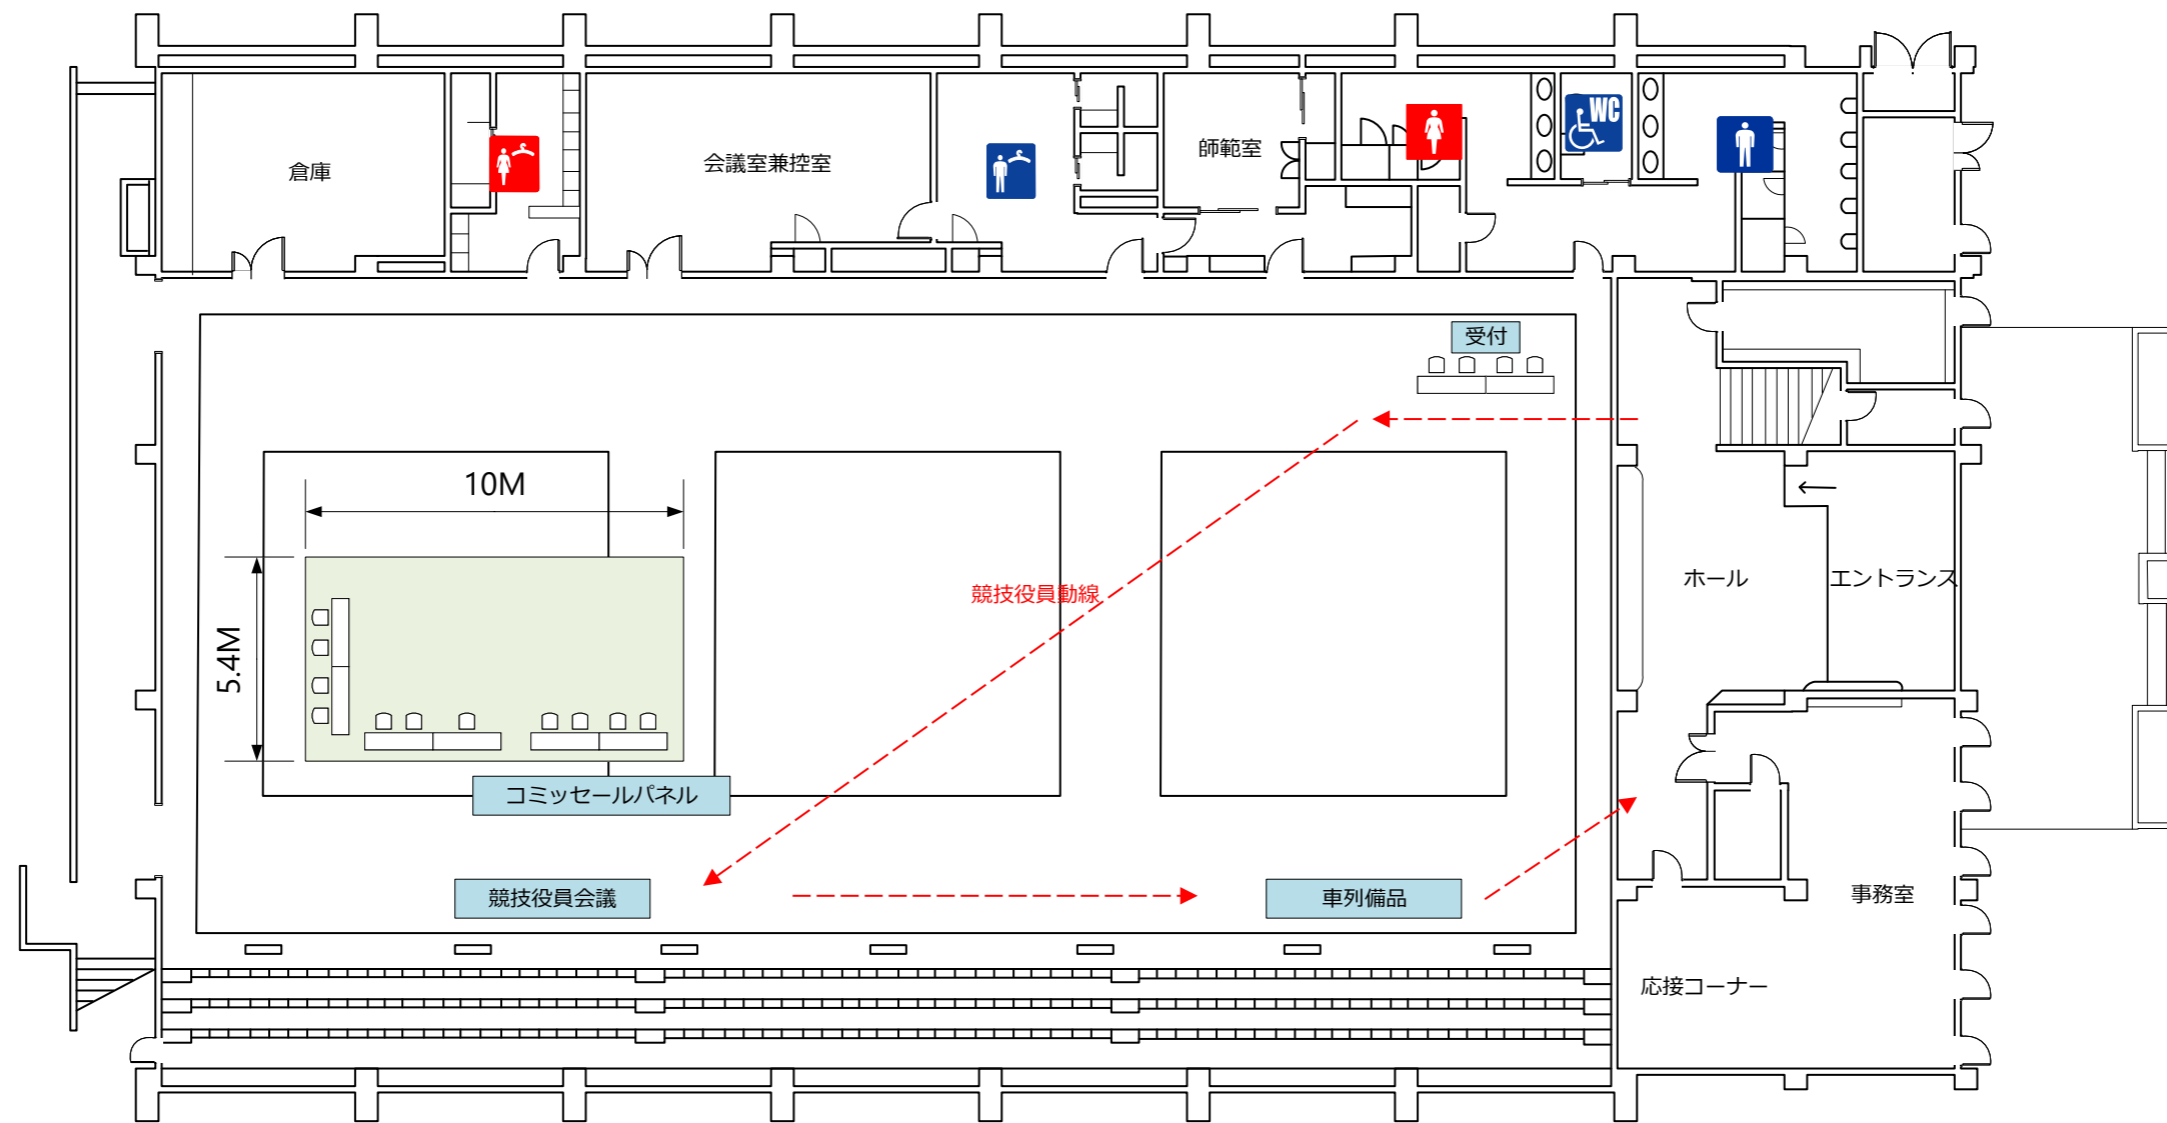 倉庫
会議室兼控室
師範室
WC
受付
10M
5.4M
競技役員動線
ホール
エントランス
コミッセールパネル
競技役員会議
車列備品
事務室
応接コーナー